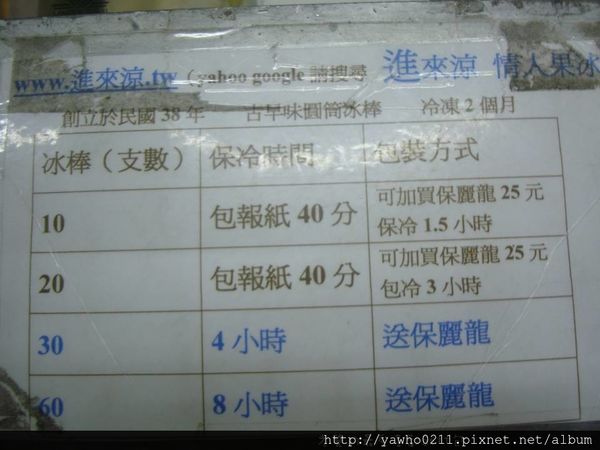 www.進來涼.tw（yahoo google 請搜尋 進來涼 情人果冰
創立於民國 38 年 古早味圓筒冰棒 冷凍 2 個月
冰棒（支數） 保冷時間 包裝方式
10 包報紙 40 分 可加買保麗龍 25 元
保冷 1.5 小時
20 包報紙 40 分 可加買保麗龍 25 元
包冷 3 小時
30 4 小時 送保麗龍
60 8 小時 送保麗龍
http://yawho0211.pixnet.net/album